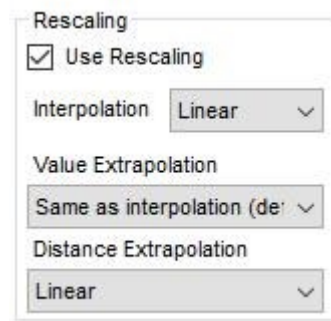 Rescaling
Use Rescaling
Interpolation Linear
Value Extrapolation
Same as interpolation (de
Distance Extrapolation
Linear